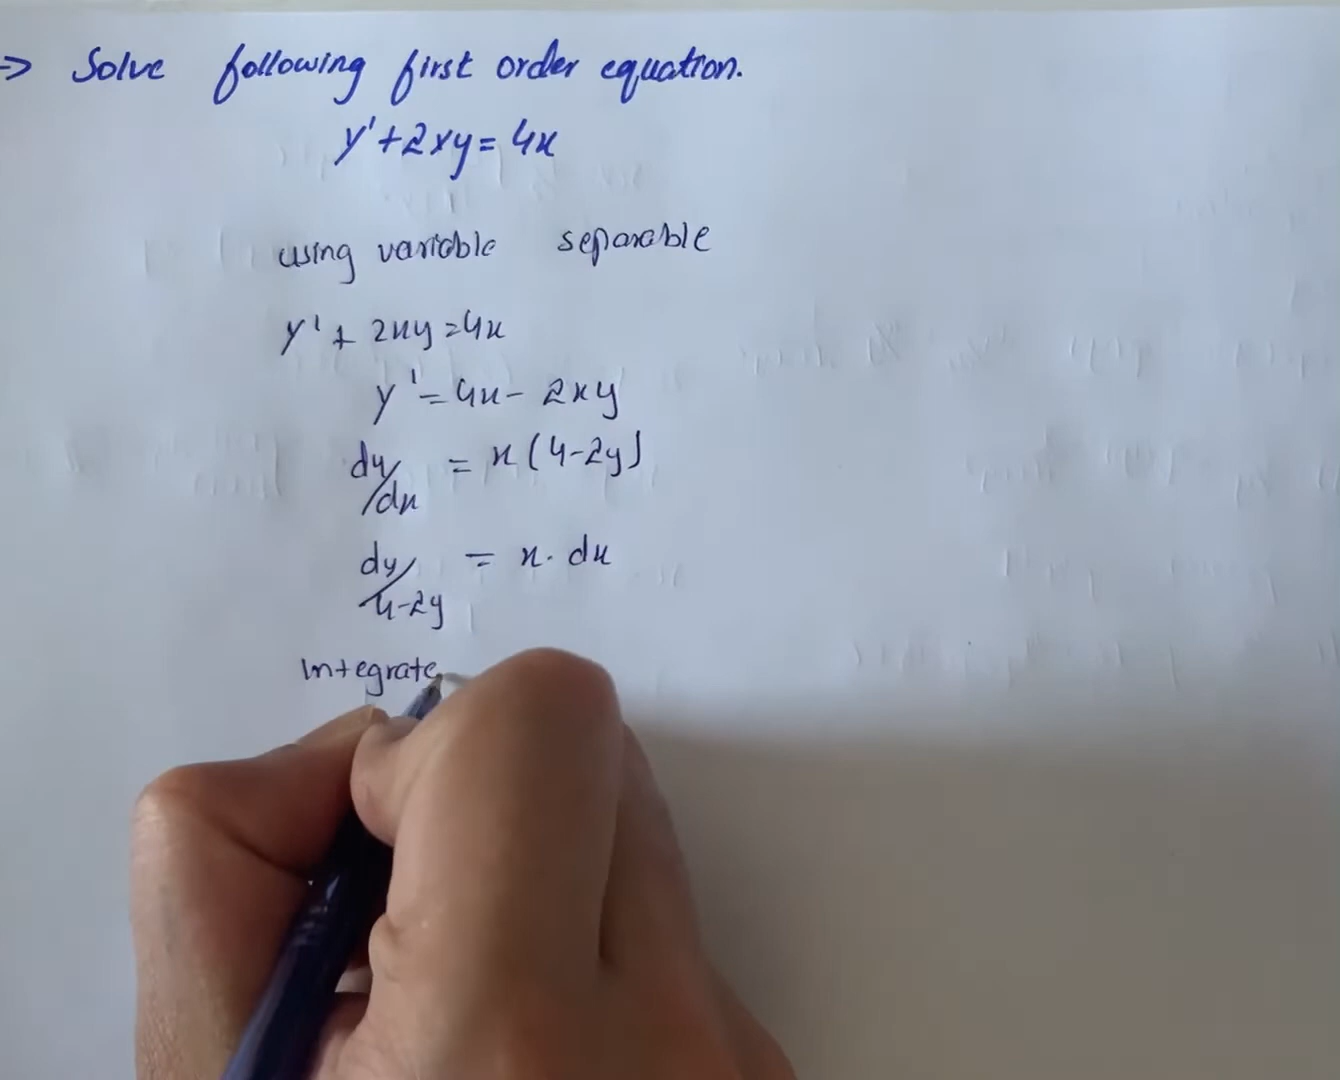 => Solve following first order equation.
y'+2xy=4x
using variable separable
y'+2xy=4x
y'=4x-2xy
dy/dx = x(4-2y)
dy/4-2y = x.dx
Integrate